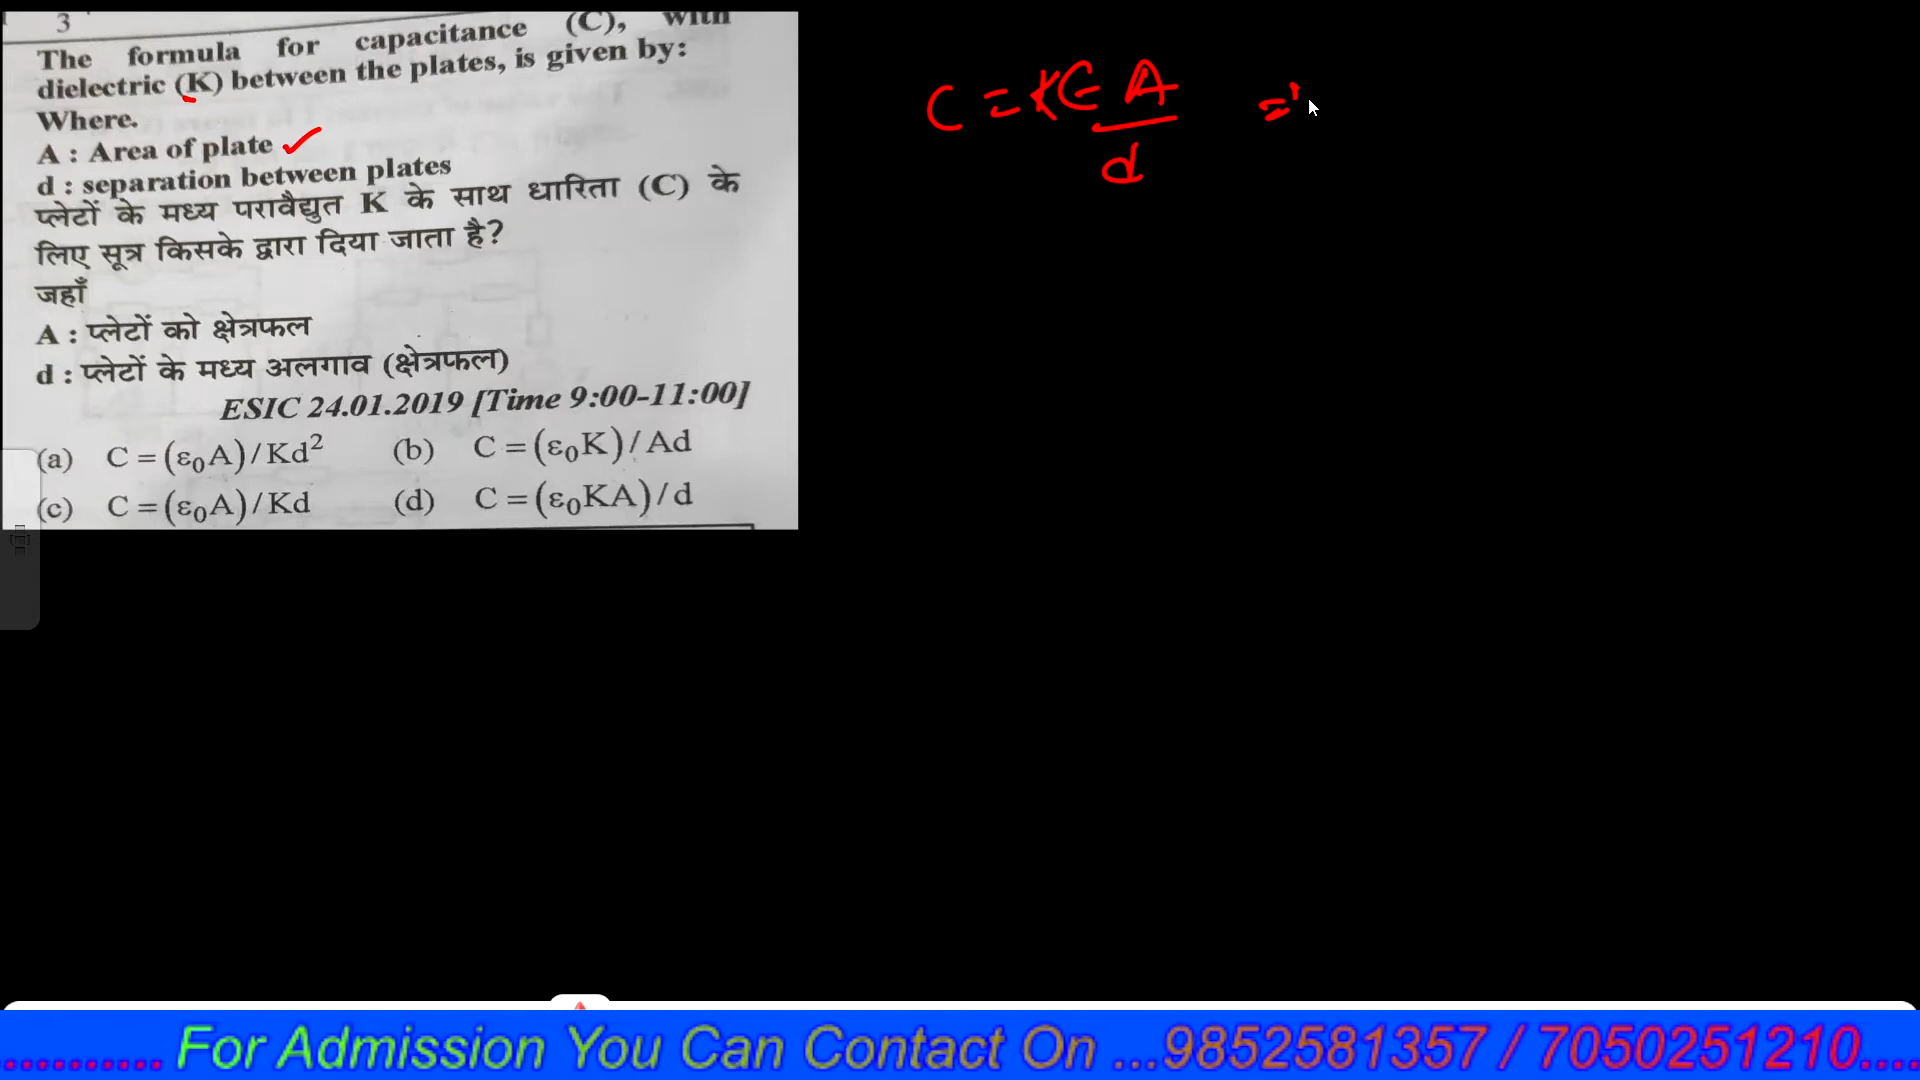 3
The formula for capacitance (C), with
dielectric (K) between the plates, is given by:
Where.
A : Area of plate
d : separation between plates
प्लेटों के मध्य परावैद्युत K के साथ धारिता (C) के
लिए सूत्र किसके द्वारा दिया जाता है?
जहाँ
A : प्लेटों को क्षेत्रफल
d : प्लेटों के मध्य अलगाव (क्षेत्रफल)
ESIC 24.01.2019 [Time 9:00-11:00]
(a) C = (ε₀A)/Kd² (b) C = (ε₀K)/Ad
(c) C = (ε₀A)/Kd (d) C = (ε₀KA)/d
C = K∈ A
d
=
........... For Admission You Can Contact On ...9852581357 / 7050251210....